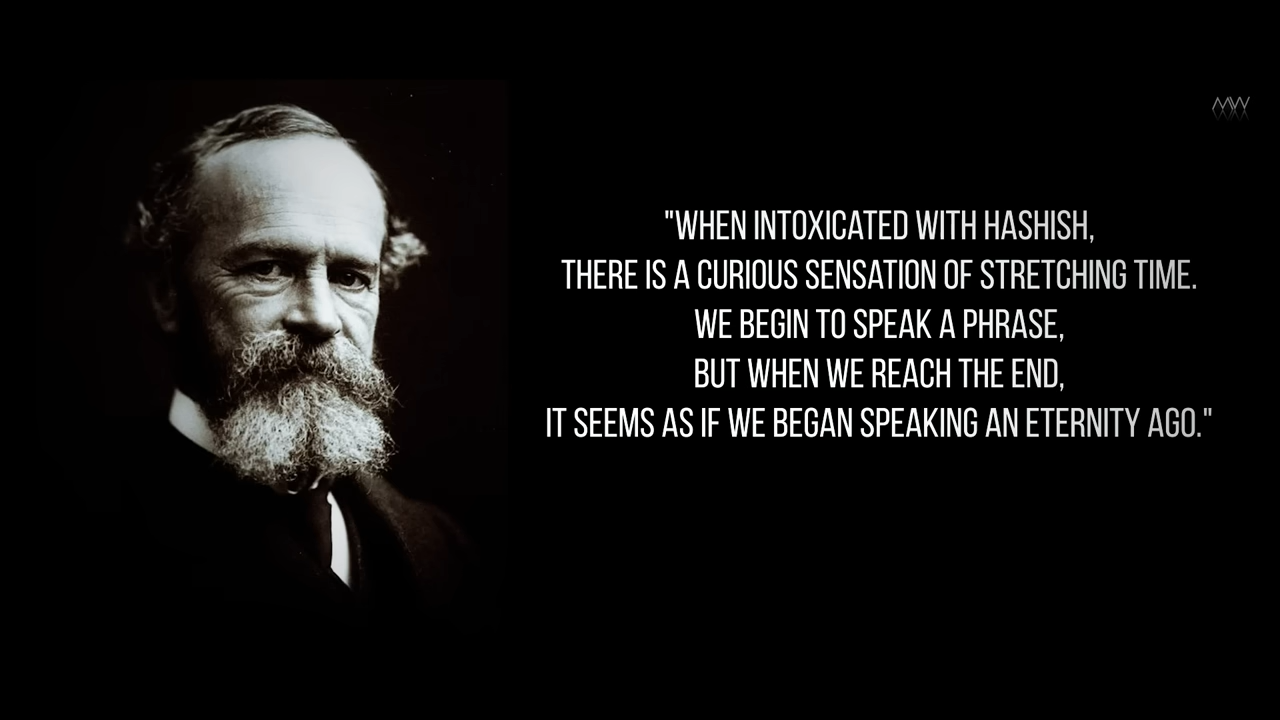 MW
"WHEN INTOXICATED WITH HASHISH,
THERE IS A CURIOUS SENSATION OF STRETCHING TIME.
WE BEGIN TO SPEAK A PHRASE,
BUT WHEN WE REACH THE END,
IT SEEMS AS IF WE BEGAN SPEAKING AN ETERNITY AGO."